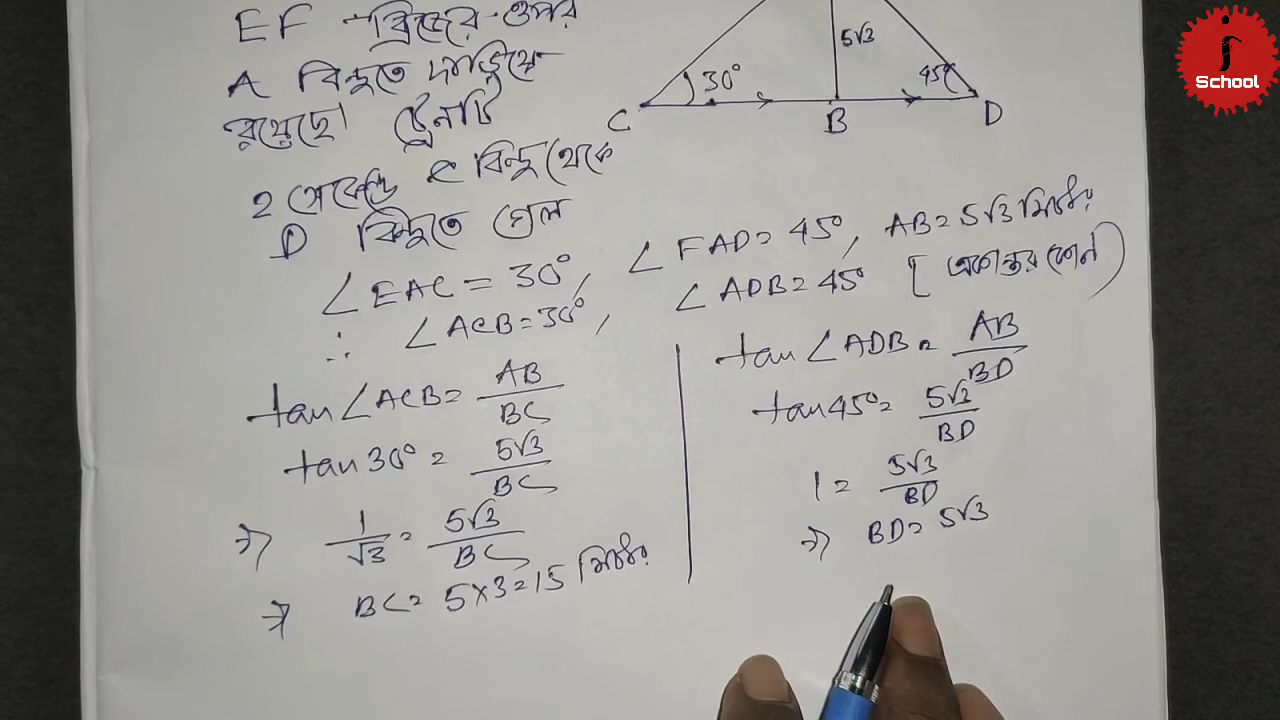 EF ব্রিজের ওপর
5√3
A বিন্দুতে দাঁড়িয়ে
30°
45°
School
রয়েছে। ট্রেনটি
C
B
D
2 সেকেন্ডে C বিন্দু থেকে
D বিন্দুতে গেল
∠EAC = 30°, ∠FAD = 45°, AB = 5√3 মিটার
∴ ∠ACB = 30°, ∠ADB = 45° [একান্তর কোণ)
tan∠ACB = AB/BC
tan30° = 5√3/BC
⇒ 1/√3 = 5√3/BC
⇒ BC = 5×3 = 15 মিটার
tan∠ADB = AB/BD
tan45° = 5√3/BD
1 = 5√3/BD
⇒ BD = 5√3